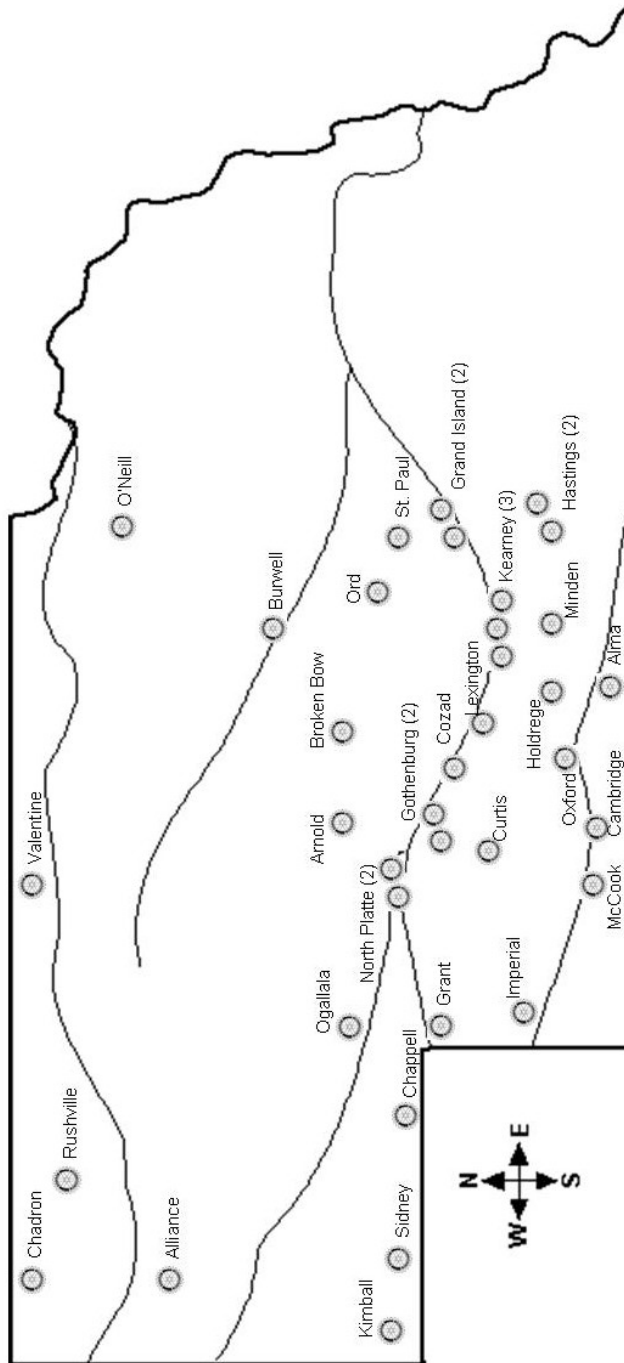 Chadron
Rushville
Valentine
O'Neill
Alliance
Burwell
Ogallala
North Platte (2)
Arnold
Broken Bow
Ord
St. Paul
Kimball
Sidney
Chappell
Grant
Gothenburg (2)
Cozad
Lexington
Kearney (3)
Grand Island (2)
Imperial
Curtis
Holdrege
Minden
Hastings (2)
McCook
Cambridge
Oxford
Alma
N
W
E
S